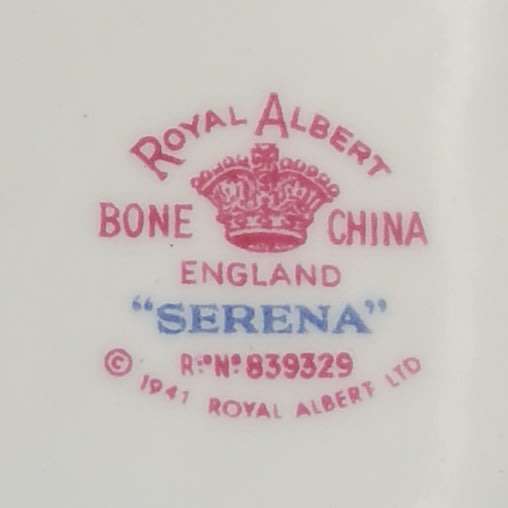 ROYAL ALBERT
BONE CHINA
ENGLAND
"SERENA"
Rᴰ Nº 839329
© 1941 ROYAL ALBERT LTD